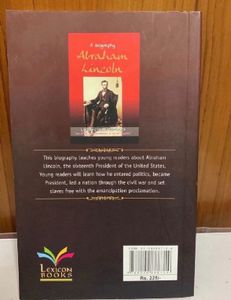 A biography
Abraham
Lincoln
This biography teaches young readers about Abraham
Lincoln, the sixteenth President of the United States.
Young readers will learn how he entered politics, became
President, led a nation through the civil war and set
slaves free with the emancipation proclamation.
LEXICON
BOOKS
Rs. 225/-